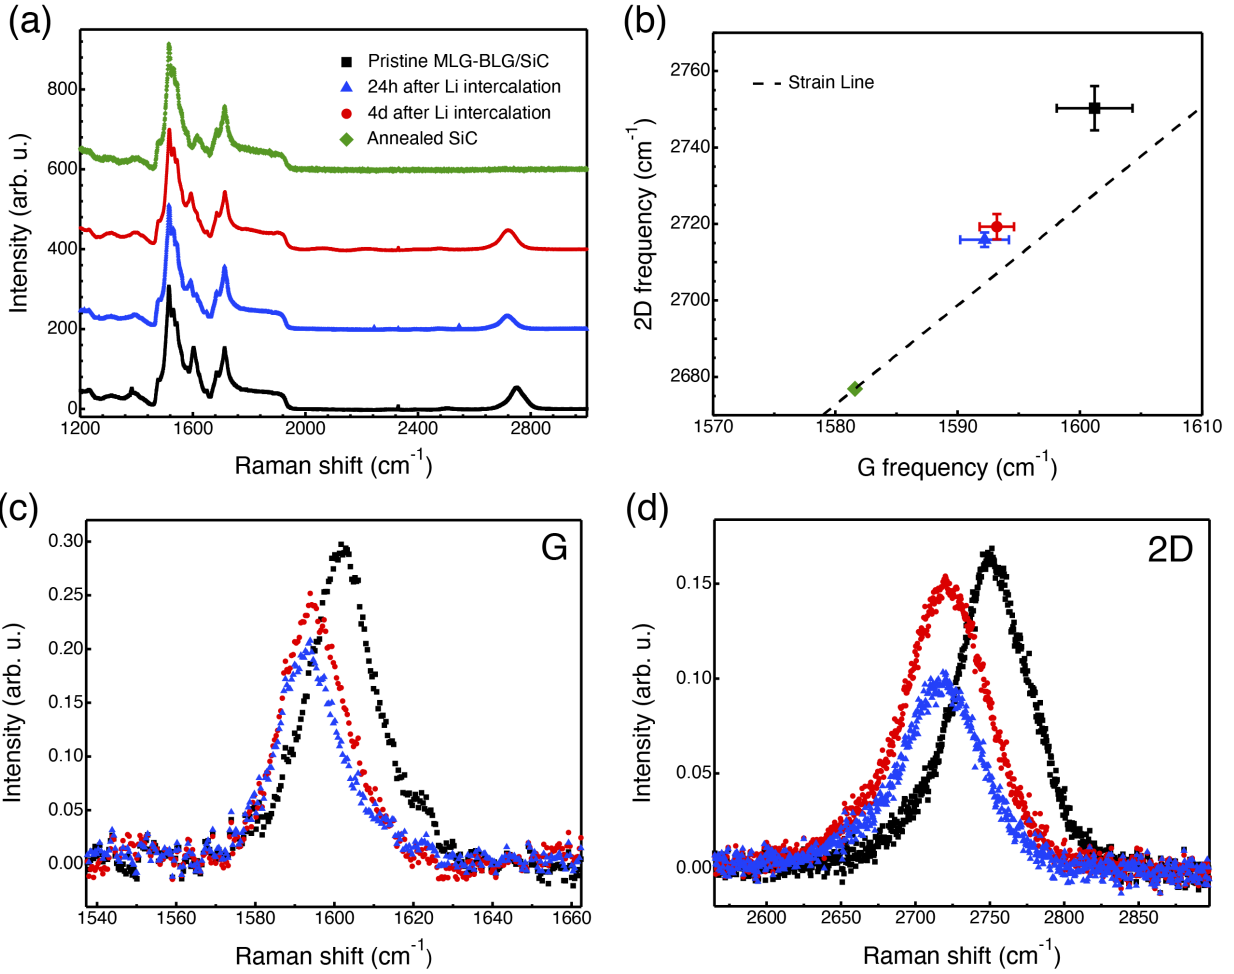 (a)
Intensity (arb. u.)
800
600
400
200
0
Pristine MLG-BLG/SiC
24h after Li intercalation
4d after Li intercalation
Annealed SiC
1200 1600 2000 2400 2800
Raman shift (cm⁻¹)
(b)
2D frequency (cm⁻¹)
2760
2740
2720
2700
2680
Strain Line
1570 1580 1590 1600 1610
G frequency (cm⁻¹)
(c)
Intensity (arb. u.)
0.30
0.25
0.20
0.15
0.10
0.05
0.00
G
1540 1560 1580 1600 1620 1640 1660
Raman shift (cm⁻¹)
(d)
Intensity (arb. u.)
0.15
0.10
0.05
0.00
2D
2600 2650 2700 2750 2800 2850
Raman shift (cm⁻¹)